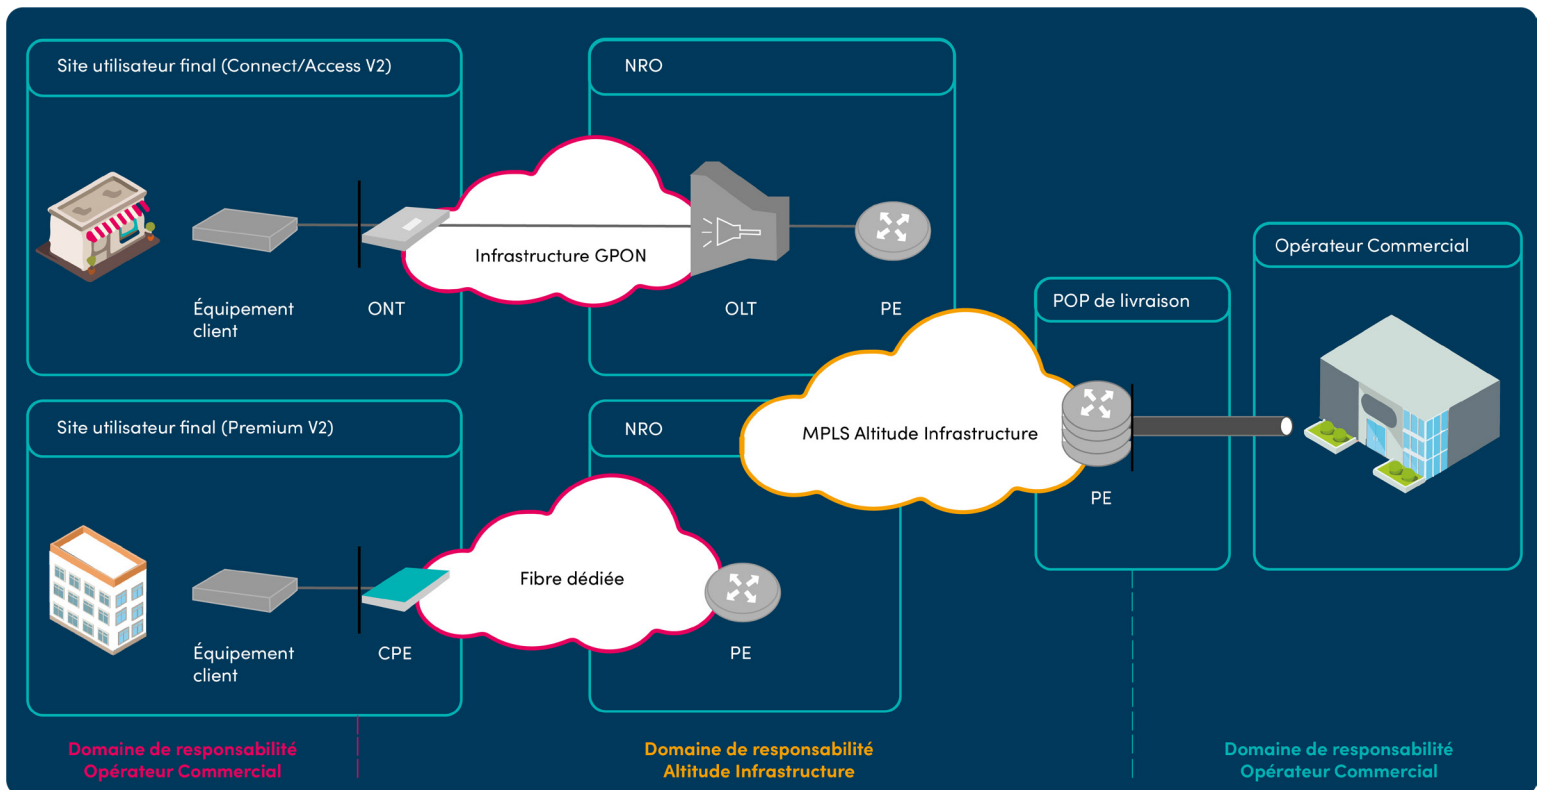 Site utilisateur final (Connect/Access V2)
NRO
Infrastructure GPON
Équipement
client
ONT
OLT
PE
Opérateur Commercial
POP de livraison
MPLS Altitude Infrastructure
PE
Site utilisateur final (Premium V2)
NRO
Fibre dédiée
Équipement
client
CPE
PE
Domaine de responsabilité
Opérateur Commercial
Domaine de responsabilité
Altitude Infrastructure
Domaine de responsabilité
Opérateur Commercial